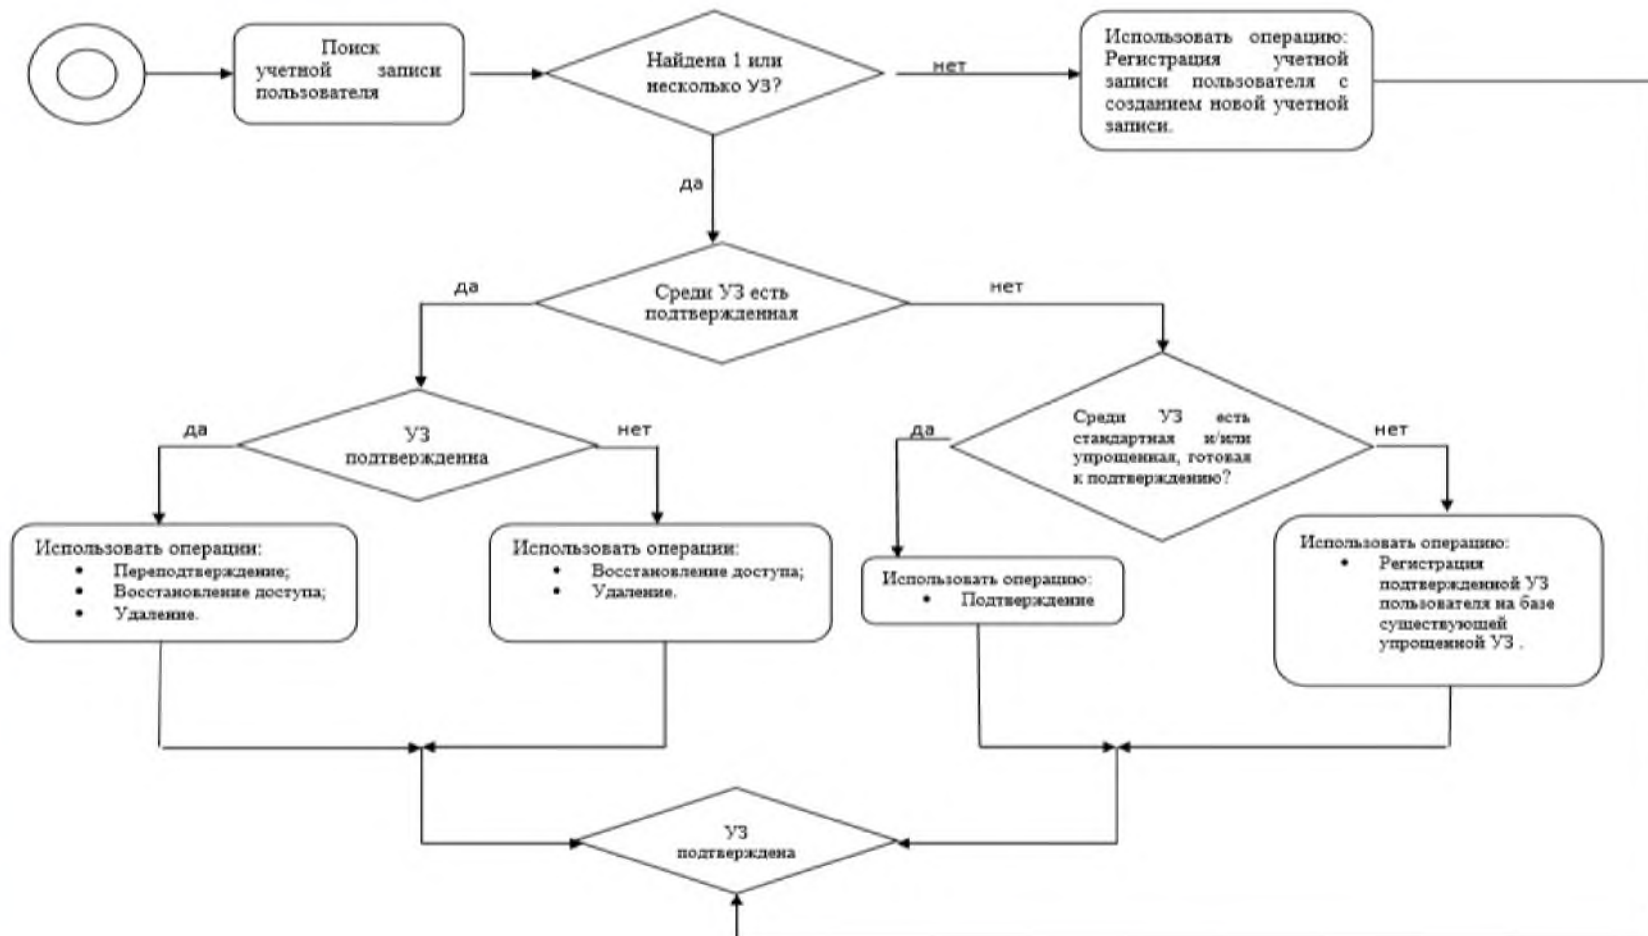 Поиск
учетной записи
пользователя
Найдена 1 или
несколько УЗ?
нет
Использовать операцию:
Регистрация учетной
записи пользователя с
созданием новой учетной
записи.
да
Среди УЗ есть
подтвержденная
да
нет
УЗ
подтвержденна
да
нет
Среди УЗ есть
стандартная и/или
упрощенная, готовая
к подтверждению?
да
нет
Использовать операции:
• Переподтверждение;
• Восстановление доступа;
• Удаление.
Использовать операции:
• Восстановление доступа;
• Удаление.
Использовать операцию:
• Подтверждение
Использовать операцию:
• Регистрация
подтвержденной УЗ
пользователя на базе
существующей
упрощенной УЗ .
УЗ
подтверждена